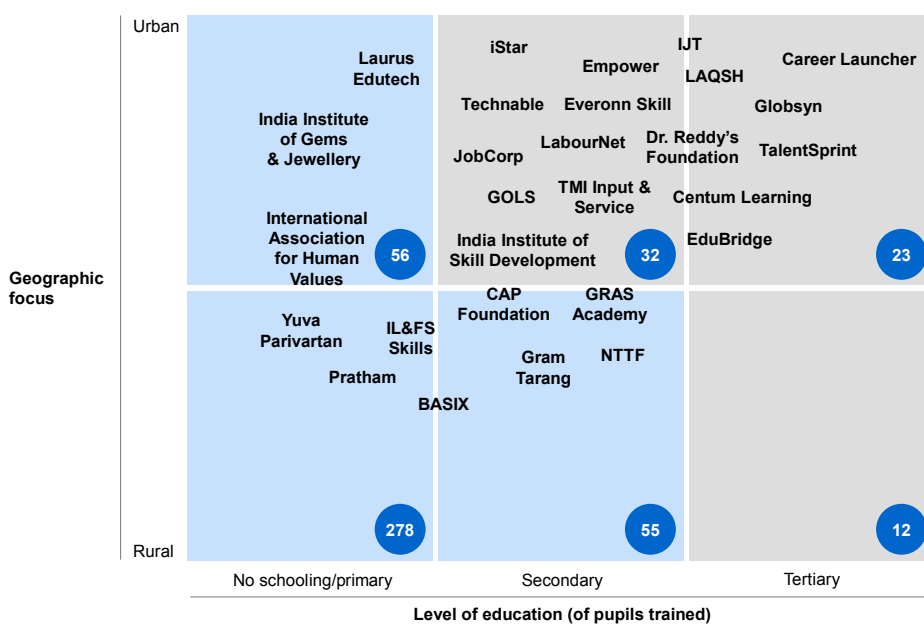 Urban
iStar
IJT
Laurus
Edutech
Empower
Career Launcher
LAQSH
Technable
Everonn Skill
Globsyn
India Institute
of Gems
& Jewellery
LabourNet
Dr. Reddy's
Foundation
TalentSprint
JobCorp
GOLS
TMI Input &
Service
Centum Learning
International
Association
for Human
Values
56
India Institute of
Skill Development
32
EduBridge
23
Geographic
focus
CAP
Foundation
GRAS
Academy
Yuva
Parivartan
IL&FS
Skills
Gram
Tarang
NTTF
Pratham
BASIX
278
55
12
Rural
No schooling/primary
Secondary
Tertiary
Level of education (of pupils trained)